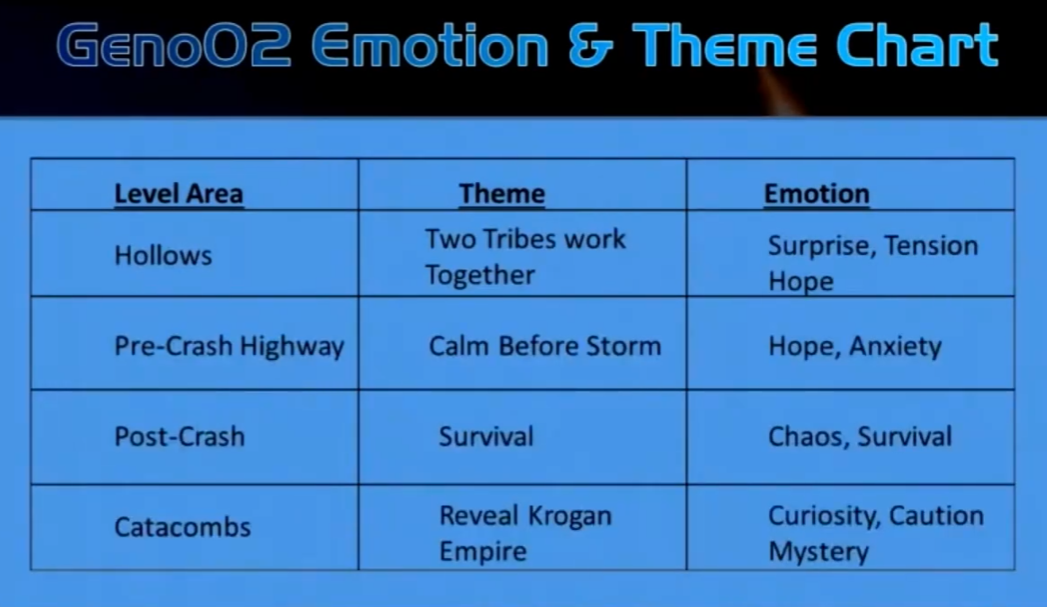 Geno02 Emotion & Theme Chart
Level Area Theme Emotion
Hollows Two Tribes work Together Surprise, Tension Hope
Pre-Crash Highway Calm Before Storm Hope, Anxiety
Post-Crash Survival Chaos, Survival
Catacombs Reveal Krogan Empire Curiosity, Caution Mystery